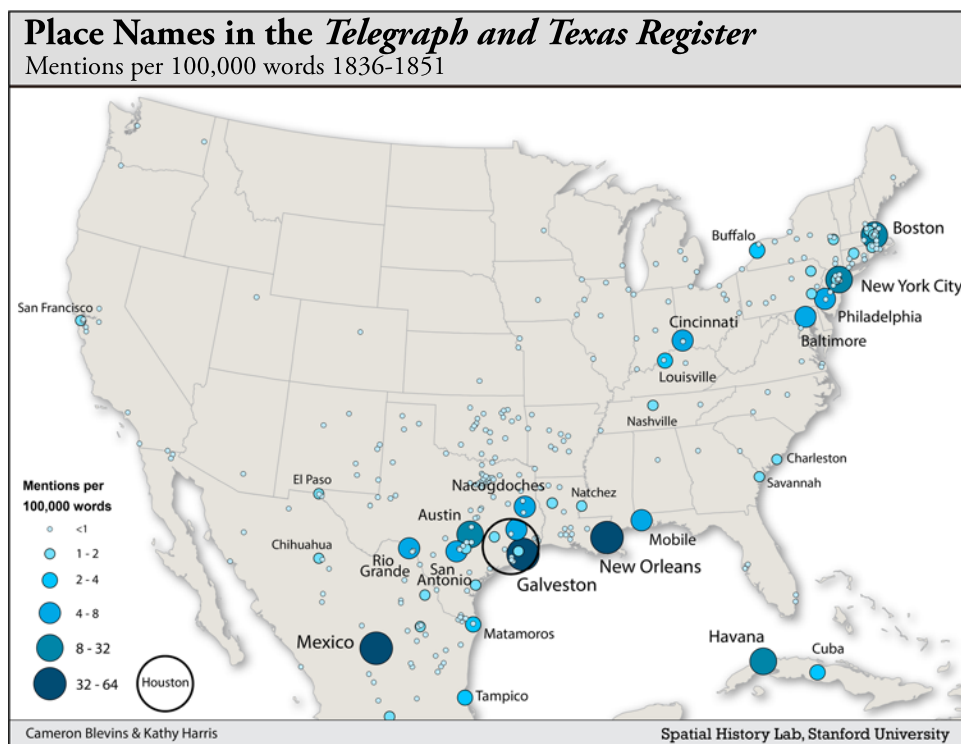 Place Names in the Telegraph and Texas Register
Mentions per 100,000 words 1836-1851
Boston
Buffalo
New York City
San Francisco
Philadelphia
Cincinnati
Baltimore
Louisville
Nashville
Charleston
El Paso
Nacogdoches
Natchez
Savannah
Austin
Chihuahua
Mobile
Rio
Grande
San
Antonio
New Orleans
Galveston
Mexico
Matamoros
Havana
Cuba
Tampico
Mentions per
100,000 words
<1
1 - 2
2 - 4
4 - 8
8 - 32
32 - 64
Houston
Cameron Blevins & Kathy Harris
Spatial History Lab, Stanford University